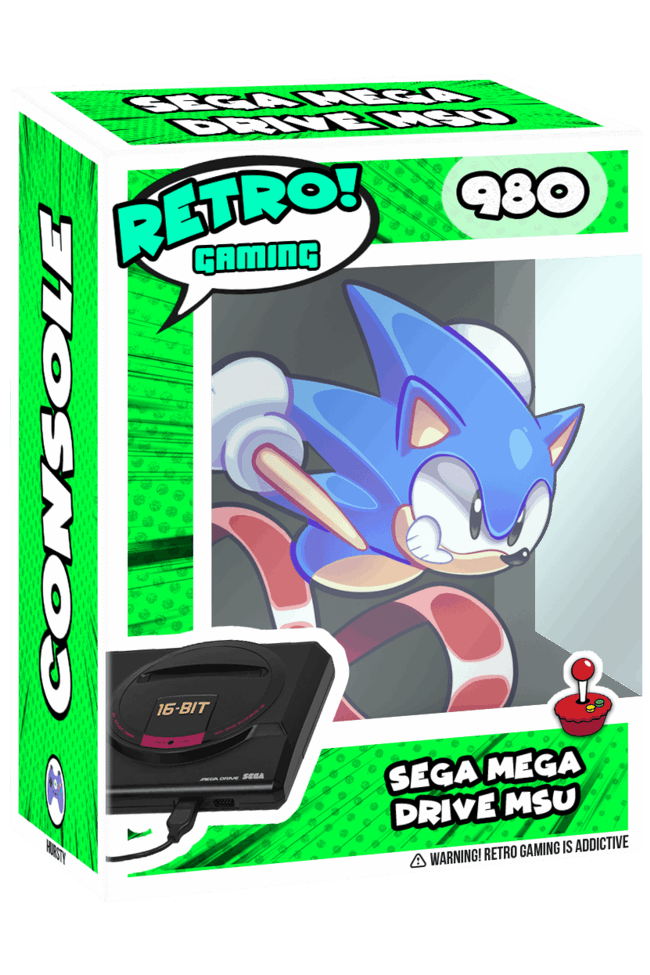 SEGA MEGA
DRIVE MSU
RETRO!
GAMING
980
CONSOLE
16-BIT
MEGA DRIVE SEGA
SEGA MEGA
DRIVE MSU
HURSTY
⚠ WARNING! RETRO GAMING IS ADDICTIVE